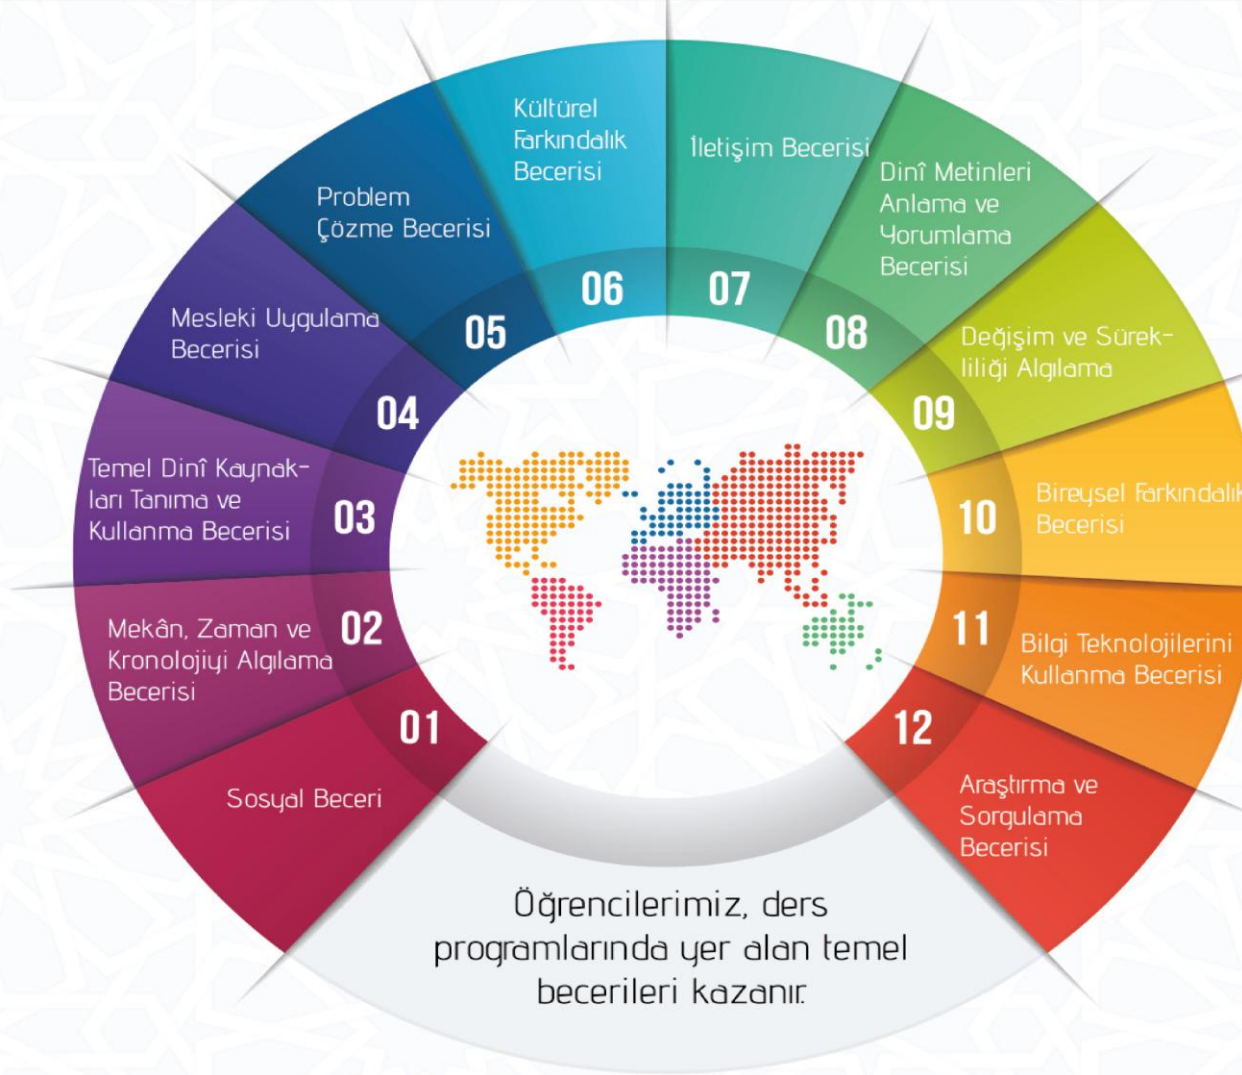 01
Sosyal Beceri
02
Mekân, Zaman ve
Kronolojiyi Algılama
Becerisi
03
Temel Dinî Kaynak-
ları Tanıma ve
Kullanma Becerisi
04
Mesleki Uygulama
Becerisi
05
Problem
Çözme Becerisi
06
Kültürel
Farkındalık
Becerisi
07
İletişim Becerisi
08
Dinî Metinleri
Anlama ve
Yorumlama
Becerisi
09
Değişim ve Sürek-
liliği Algılama
10
Bireysel Farkındalık
Becerisi
11
Bilgi Teknolojilerini
Kullanma Becerisi
12
Araştırma ve
Sorgulama
Becerisi
Öğrencilerimiz, ders
programlarında yer alan temel
becerileri kazanır.